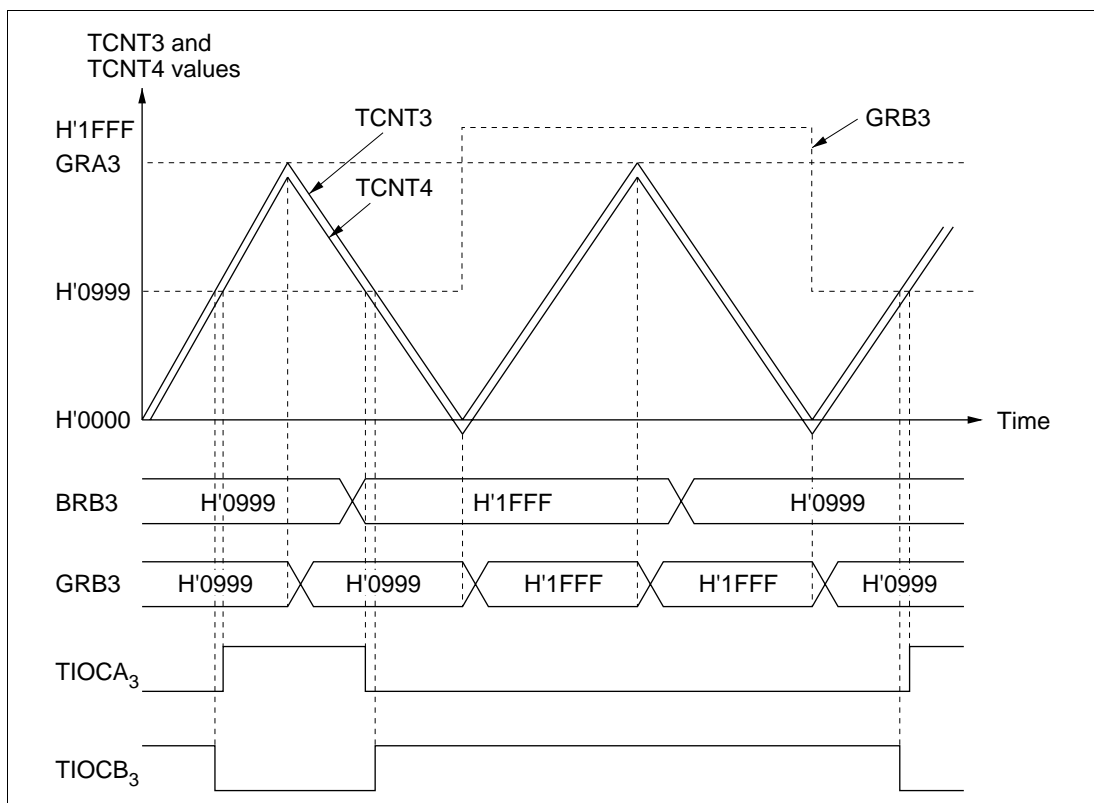 TCNT3 and
TCNT4 values
H'1FFF
TCNT3
GRB3
GRA3
TCNT4
H'0999
H'0000
Time
BRB3
H'0999
H'1FFF
H'0999
GRB3
H'0999
H'0999
H'1FFF
H'1FFF
H'0999
TIOCA3
TIOCB3